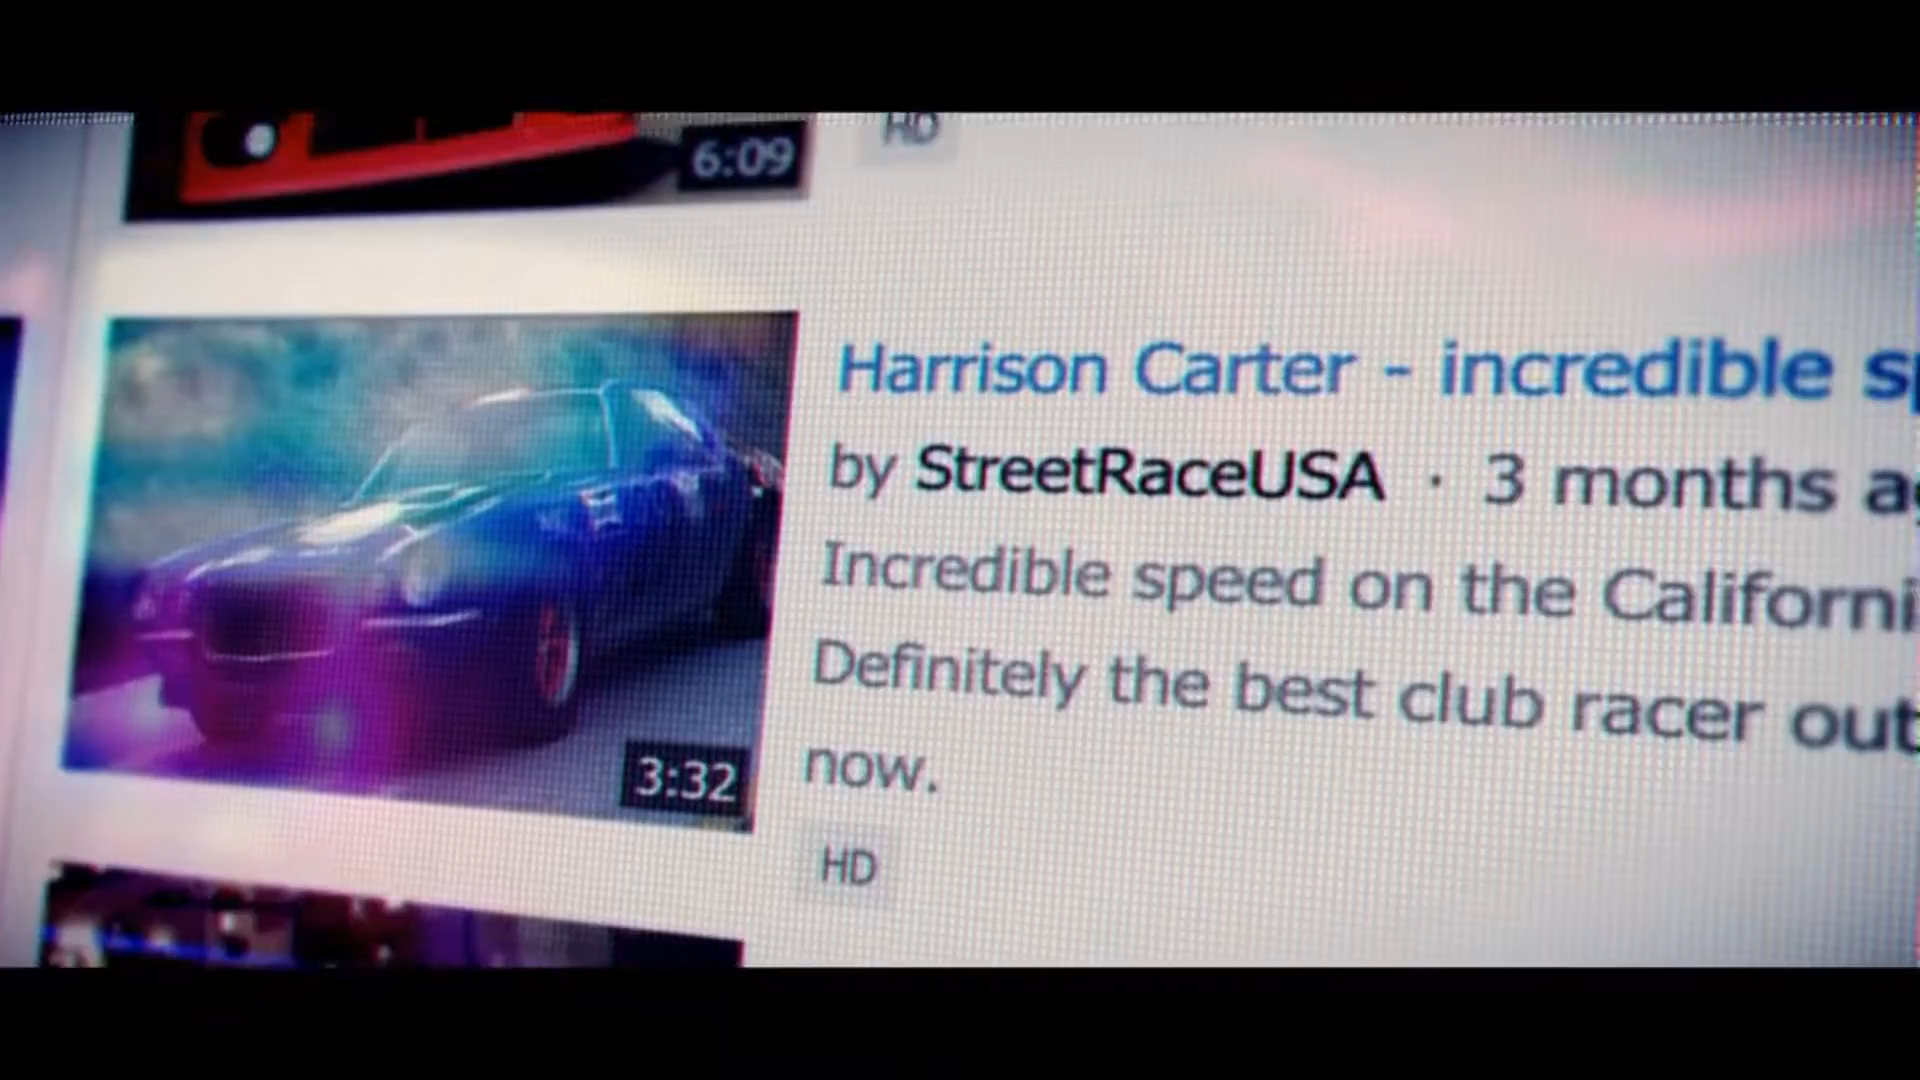 6:09
HD
Harrison Carter - incredible
by StreetRaceUSA · 3 months
Incredible speed on the
Definitely the best club racer out
now.
3:32
HD